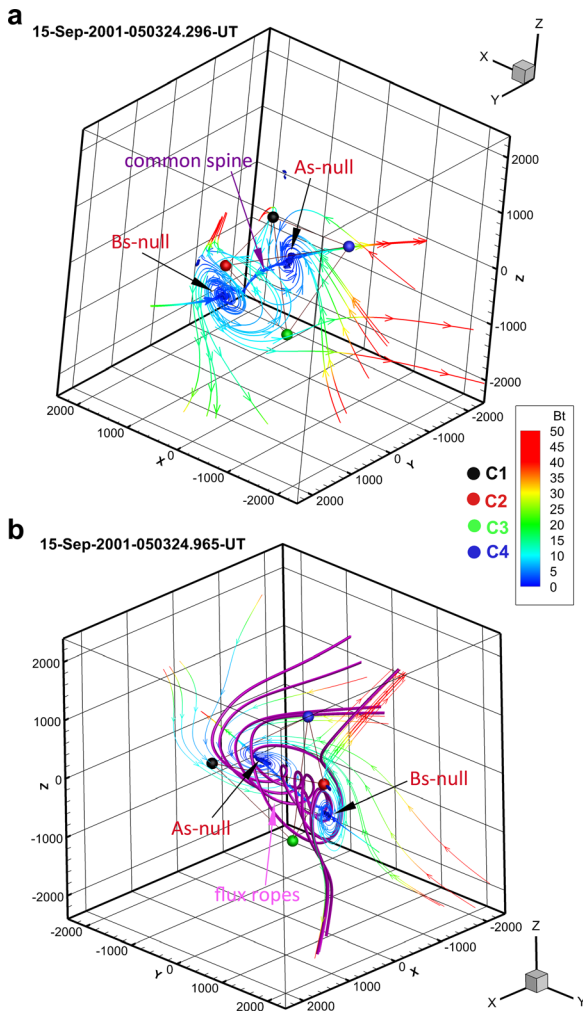 a
15-Sep-2001-050324.296-UT
Z
X
Y
common spine
As-null
Bs-null
2000
1000
0
-1000
-2000
Z
2000
1000
0
-1000
-2000
X
2000
1000
0
-1000
-2000
Y
C1
C2
C3
C4
Bt
50
45
40
35
30
25
20
15
10
5
0
b
15-Sep-2001-050324.965-UT
2000
1000
0
-1000
-2000
Z
As-null
Bs-null
flux ropes
-2000
-1000
0
1000
2000
Y
-2000
-1000
0
1000
2000
X
Z
X
Y